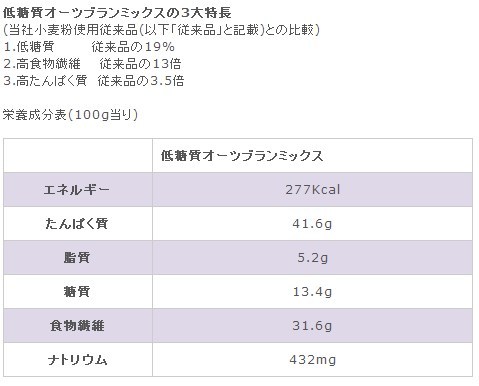 低糖質オーツブランミックスの3大特長
(当社小麦粉使用従来品(以下「従来品」と記載)との比較)
1.低糖質　　　従来品の19%
2.高食物繊維　 従来品の13倍
3.高たんぱく質　従来品の3.5倍
栄養成分表(100g当り)
低糖質オーツブランミックス
エネルギー 277Kcal
たんぱく質 41.6g
脂質 5.2g
糖質 13.4g
食物繊維 31.6g
ナトリウム 432mg